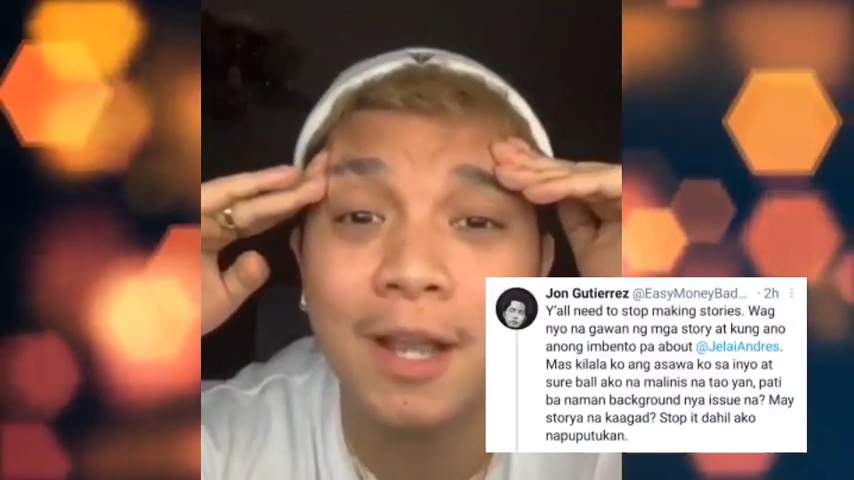 Jon Gutierrez @EasyMoneyBad... · 2h
Y'all need to stop making stories. Wag
nyo na gawan ng mga story at kung ano
anong imbento pa about @JelaiAndres.
Mas kilala ko ang asawa ko sa inyo at
sure ball ako na malinis na tao yan, pati
ba naman background nya issue na? May
storya na kaagad? Stop it dahil ako
napuputukan.